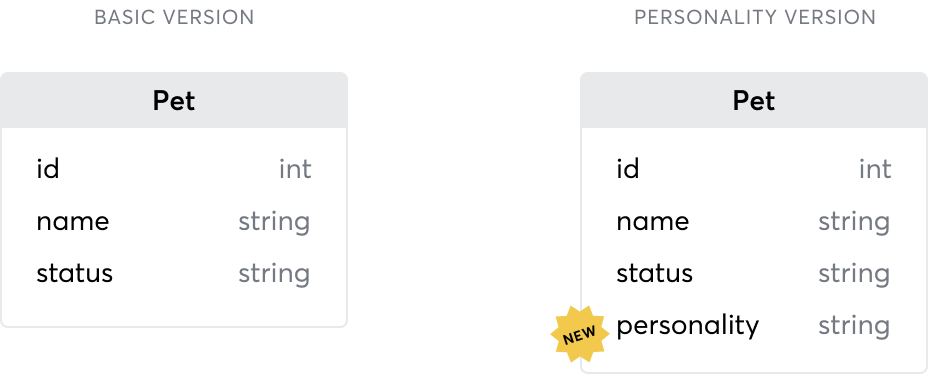 BASIC VERSION
Pet
id int
name string
status string
PERSONALITY VERSION
Pet
id int
name string
status string
NEW personality string